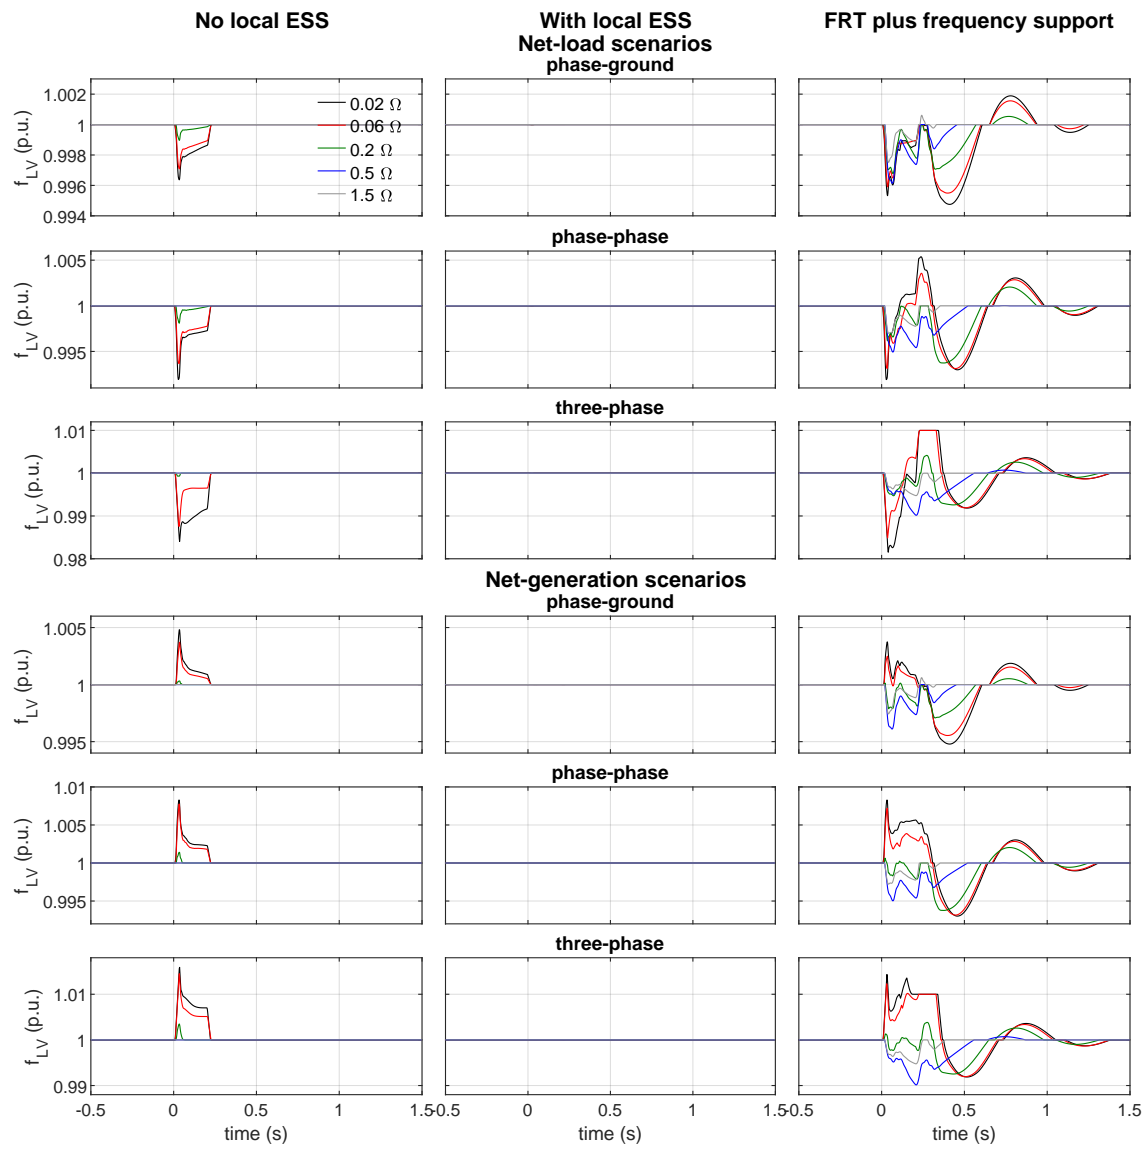 No local ESS
With local ESS
FRT plus frequency support
Net-load scenarios
phase-ground
f_LV (p.u.)
1.002
1
0.998
0.996
0.994
0.02 Ω
0.06 Ω
0.2 Ω
0.5 Ω
1.5 Ω
phase-phase
f_LV (p.u.)
1.005
1
0.995
three-phase
f_LV (p.u.)
1.01
1
0.99
0.98
Net-generation scenarios
phase-ground
f_LV (p.u.)
1.005
1
0.995
phase-phase
f_LV (p.u.)
1.01
1.005
1
0.995
three-phase
f_LV (p.u.)
1.01
1
0.99
-0.5 0 0.5 1 1.5
-0.5 0 0.5 1 1.5
-0.5 0 0.5 1 1.5
time (s)
time (s)
time (s)